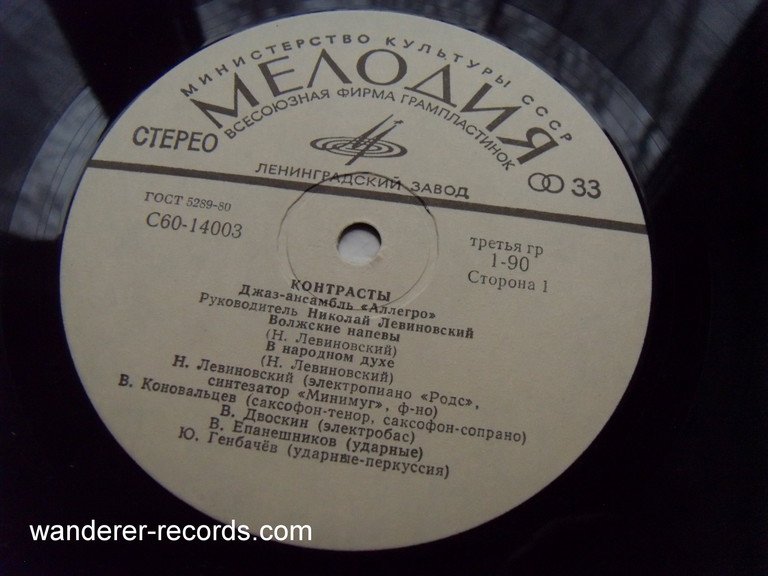 МИНИСТЕРСТВО КУЛЬТУРЫ СССР
МЕЛОДИЯ
ВСЕСОЮЗНАЯ ФИРМА ГРАМПЛАСТИНОК
СТЕРЕО
ЛЕНИНГРАДСКИЙ ЗАВОД
33
ГОСТ 5289-80
С60-14003
третья гр
1-90
Сторона 1
КОНТРАСТЫ
Джаз-ансамбль «Аллегро»
Руководитель Николай Левиновский
Волжские напевы
(Н. Левиновский)
В народном духе
(Н. Левиновский)
Н. Левиновский (электропиано «Родс»,
синтезатор «Минимуг», ф-но)
В. Коновальцев (саксофон-тенор, саксофон-сопрано)
В. Двоскин (электробас)
В. Епанешников (ударные)
Ю. Генбачёв (ударные-перкуссия)
wanderer-records.com